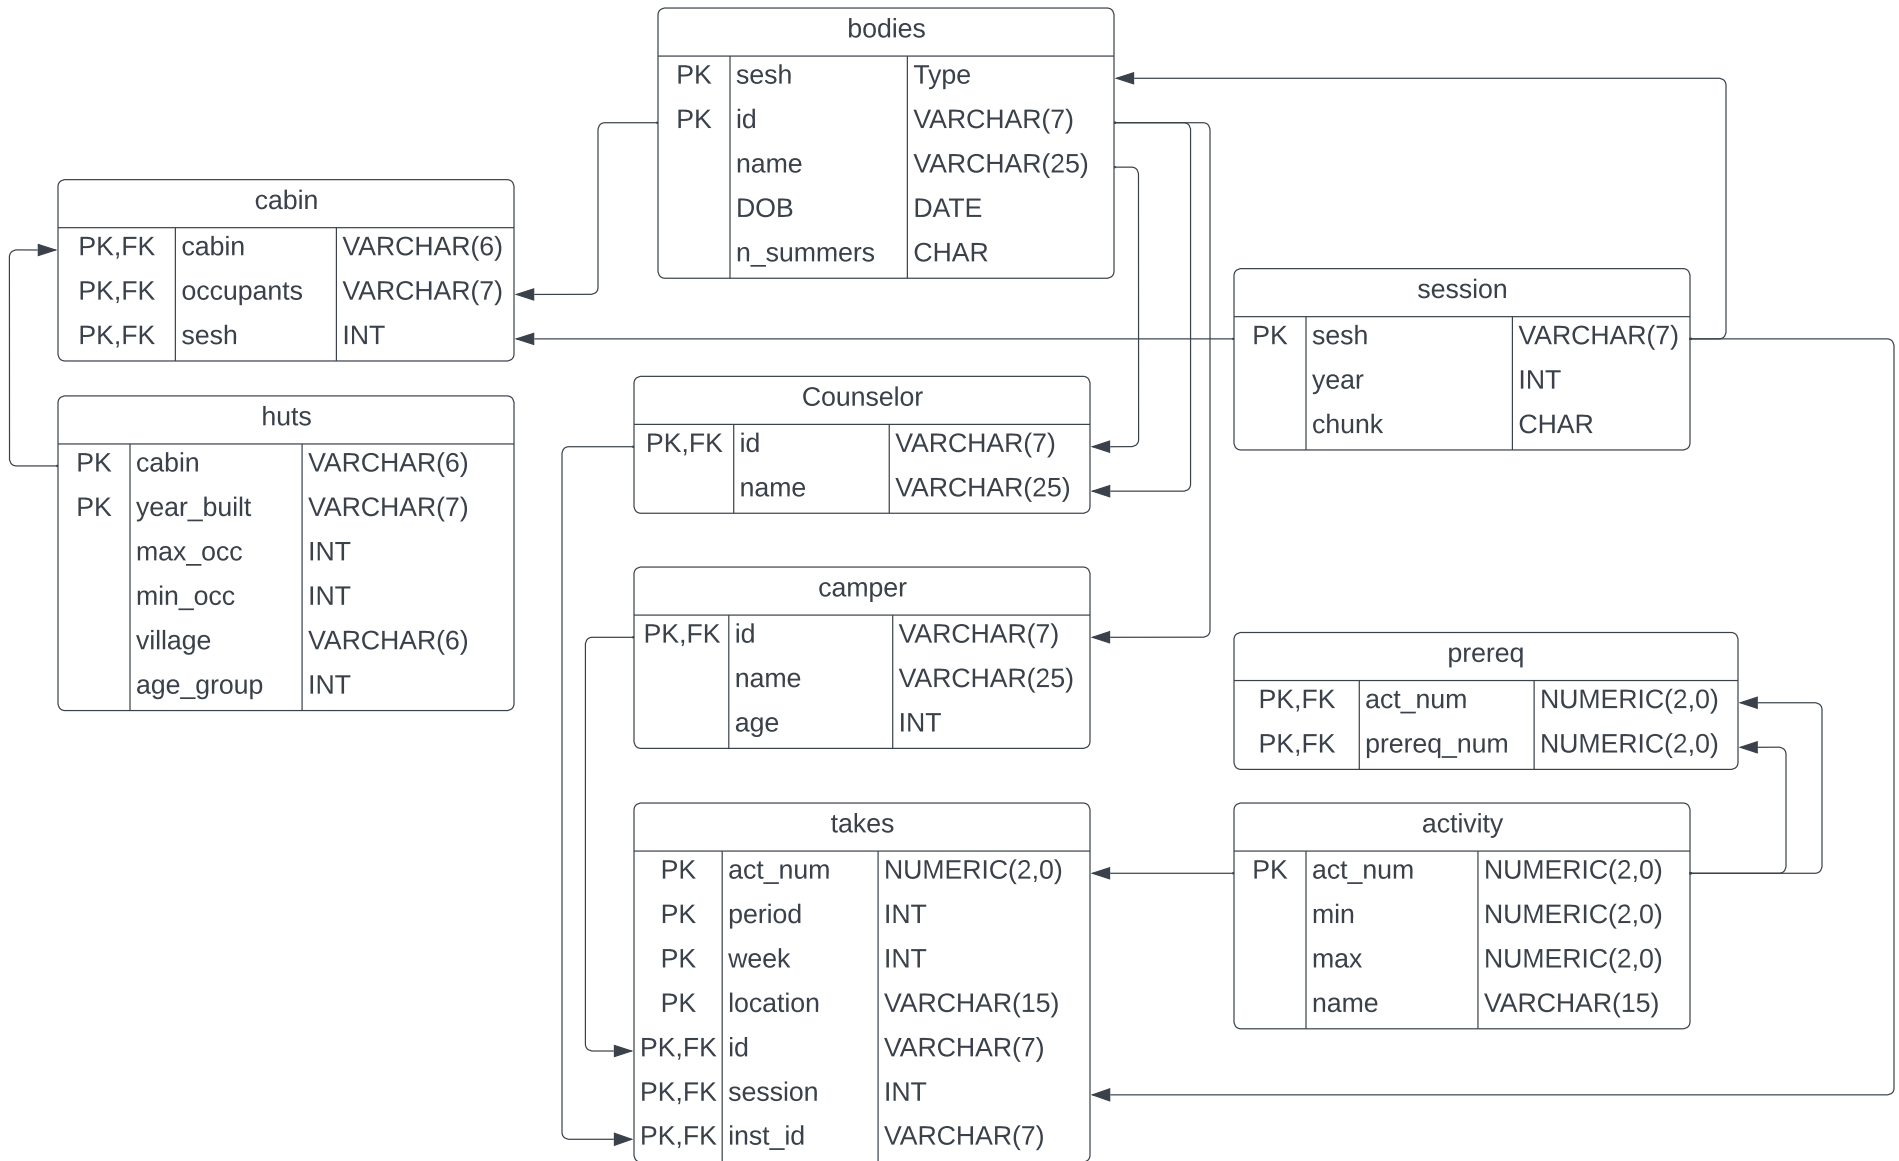 bodies
PK sesh Type
PK id VARCHAR(7)
name VARCHAR(25)
DOB DATE
n_summers CHAR
cabin
PK,FK cabin VARCHAR(6)
PK,FK occupants VARCHAR(7)
PK,FK sesh INT
session
PK sesh VARCHAR(7)
year INT
chunk CHAR
huts
PK cabin VARCHAR(6)
PK year_built VARCHAR(7)
max_occ INT
min_occ INT
village VARCHAR(6)
age_group INT
Counselor
PK,FK id VARCHAR(7)
name VARCHAR(25)
camper
PK,FK id VARCHAR(7)
name VARCHAR(25)
age INT
prereq
PK,FK act_num NUMERIC(2,0)
PK,FK prereq_num NUMERIC(2,0)
takes
PK act_num NUMERIC(2,0)
PK period INT
PK week INT
PK location VARCHAR(15)
PK,FK id VARCHAR(7)
PK,FK session INT
PK,FK inst_id VARCHAR(7)
activity
PK act_num NUMERIC(2,0)
min NUMERIC(2,0)
max NUMERIC(2,0)
name VARCHAR(15)